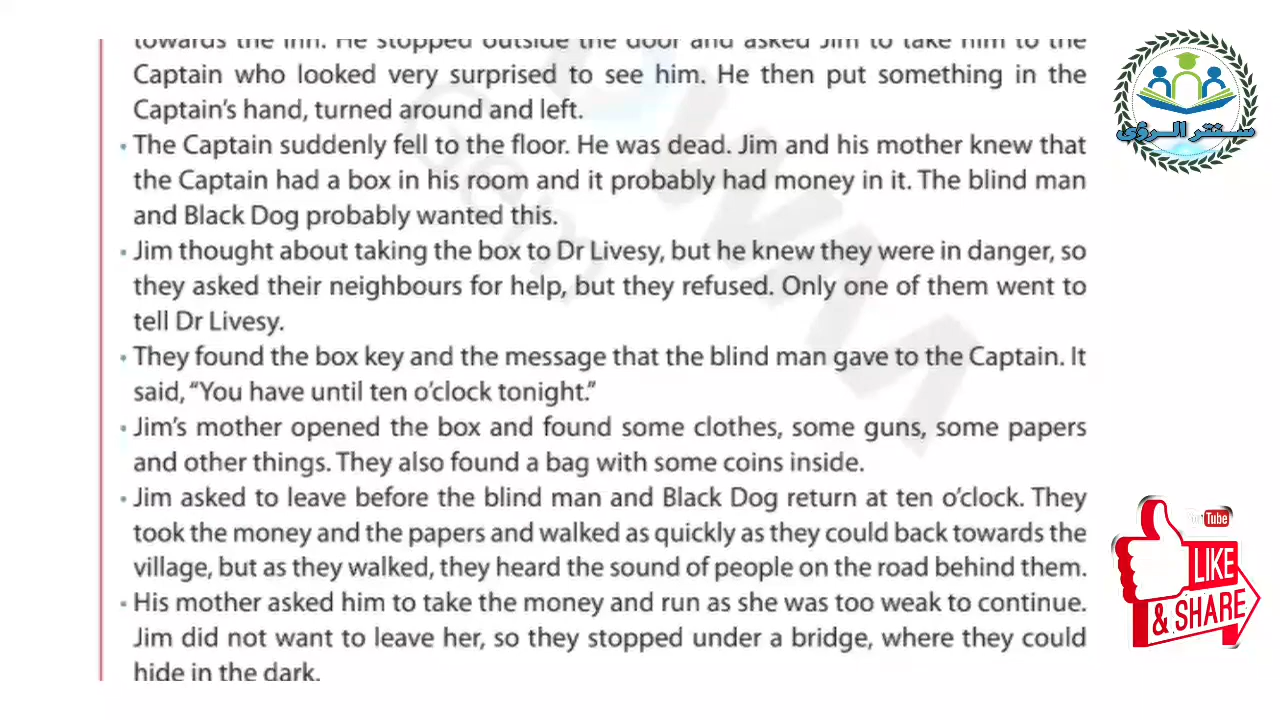 towards the inn. He stopped outside the door and asked Jim to take him to the
Captain who looked very surprised to see him. He then put something in the
Captain's hand, turned around and left.
• The Captain suddenly fell to the floor. He was dead. Jim and his mother knew that
the Captain had a box in his room and it probably had money in it. The blind man
and Black Dog probably wanted this.
• Jim thought about taking the box to Dr Livesy, but he knew they were in danger, so
they asked their neighbours for help, but they refused. Only one of them went to
tell Dr Livesy.
• They found the box key and the message that the blind man gave to the Captain. It
said, “You have until ten o'clock tonight.”
• Jim's mother opened the box and found some clothes, some guns, some papers
and other things. They also found a bag with some coins inside.
• Jim asked to leave before the blind man and Black Dog return at ten o'clock. They
took the money and the papers and walked as quickly as they could back towards the
village, but as they walked, they heard the sound of people on the road behind them.
• His mother asked him to take the money and run as she was too weak to continue.
Jim did not want to leave her, so they stopped under a bridge, where they could
hide in the dark.
سنتر الرؤى
YouTube
LIKE
& SHARE